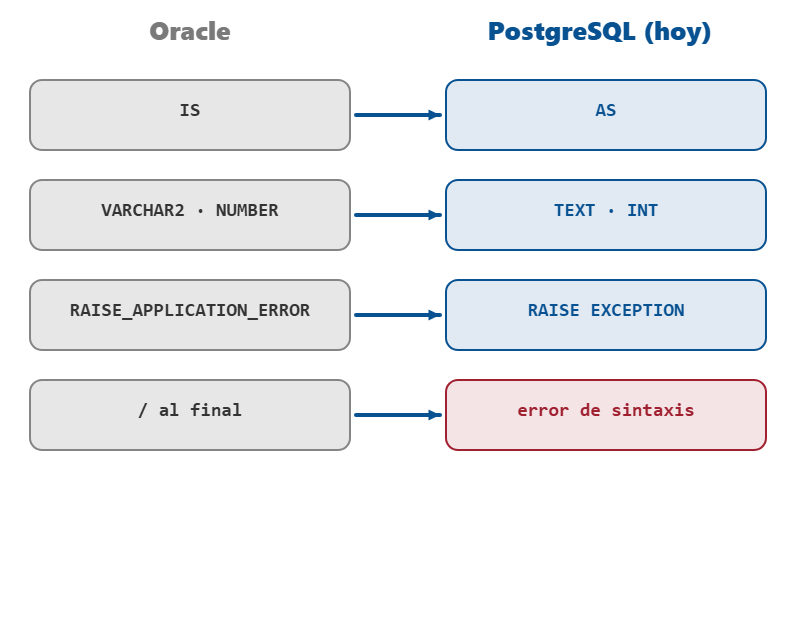 Oracle
PostgreSQL (hoy)
IS
AS
VARCHAR2 · NUMBER
TEXT · INT
RAISE_APPLICATION_ERROR
RAISE EXCEPTION
/ al final
error de sintaxis